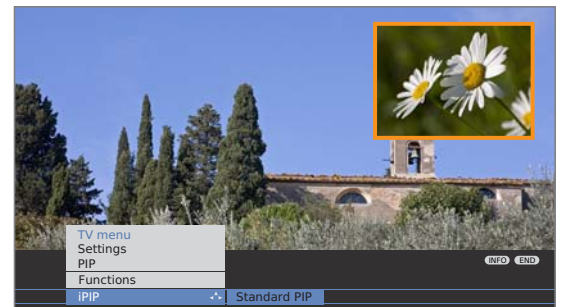 TV menu
Settings
PIP
INFO END
Functions
iPIP Standard PIP